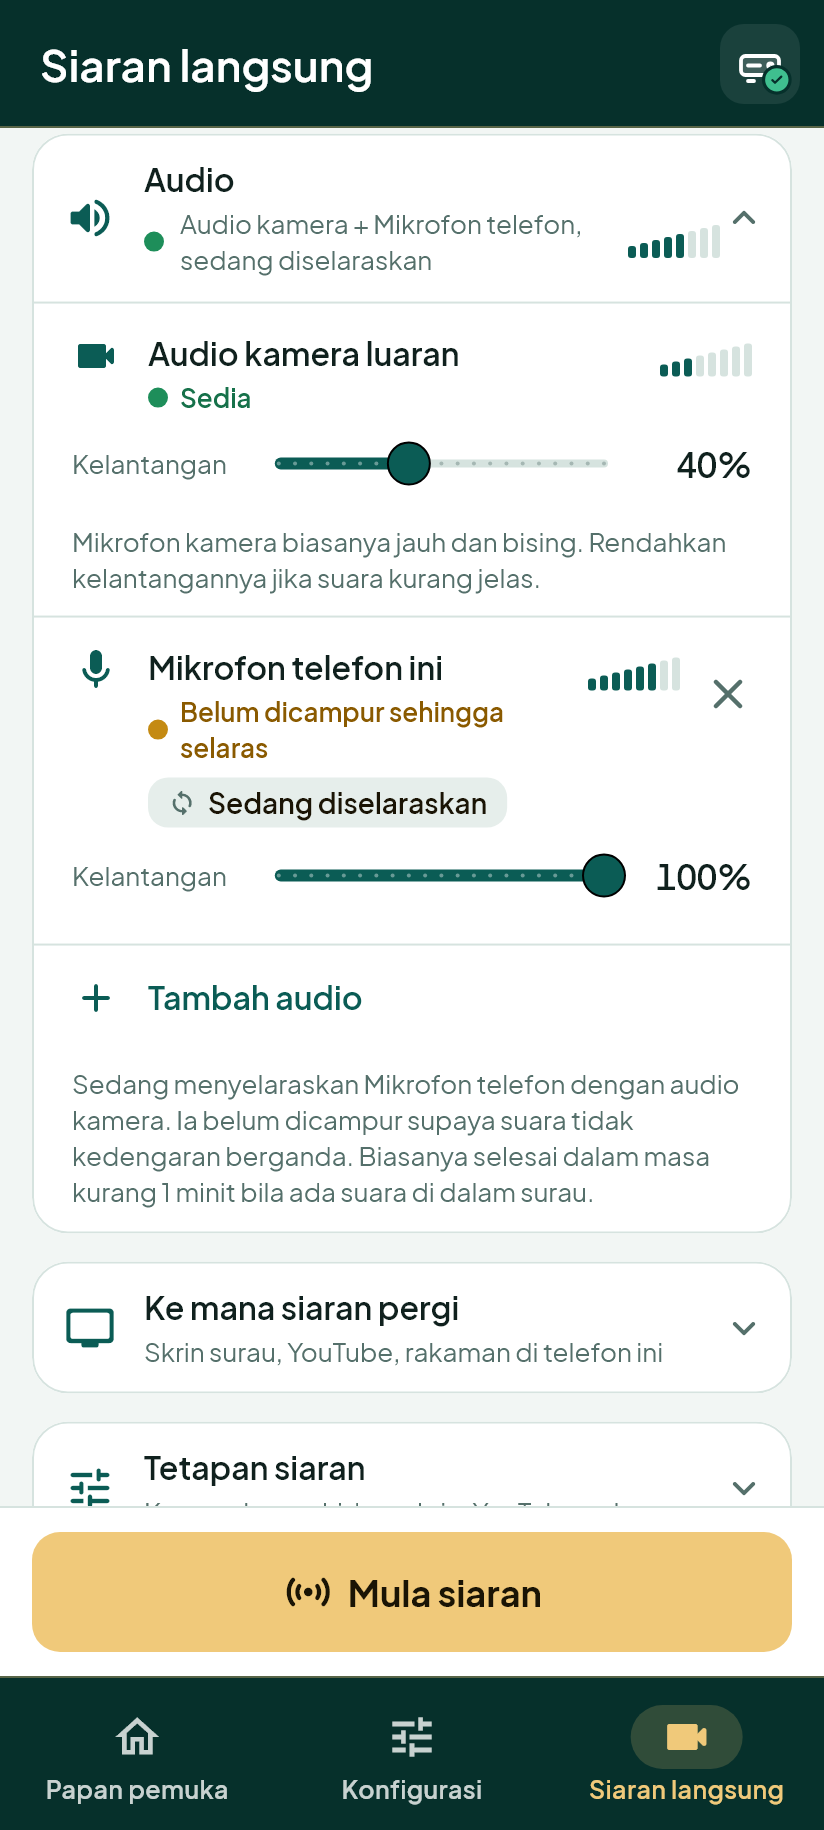 Siaran langsung
Audio
Audio kamera + Mikrofon telefon,
sedang diselaraskan
Audio kamera luaran
Sedia
Kelantangan
40%
Mikrofon kamera biasanya jauh dan bising. Rendahkan
kelantangannya jika suara kurang jelas.
Mikrofon telefon ini
Belum dicampur sehingga
selaras
Sedang diselaraskan
Kelantangan
100%
Tambah audio
Sedang menyelaraskan Mikrofon telefon dengan audio
kamera. Ia belum dicampur supaya suara tidak
kedengaran berganda. Biasanya selesai dalam masa
kurang 1 minit bila ada suara di dalam surau.
Ke mana siaran pergi
Skrin surau, YouTube, rakaman di telefon ini
Tetapan siaran
Mula siaran
Papan pemuka
Konfigurasi
Siaran langsung